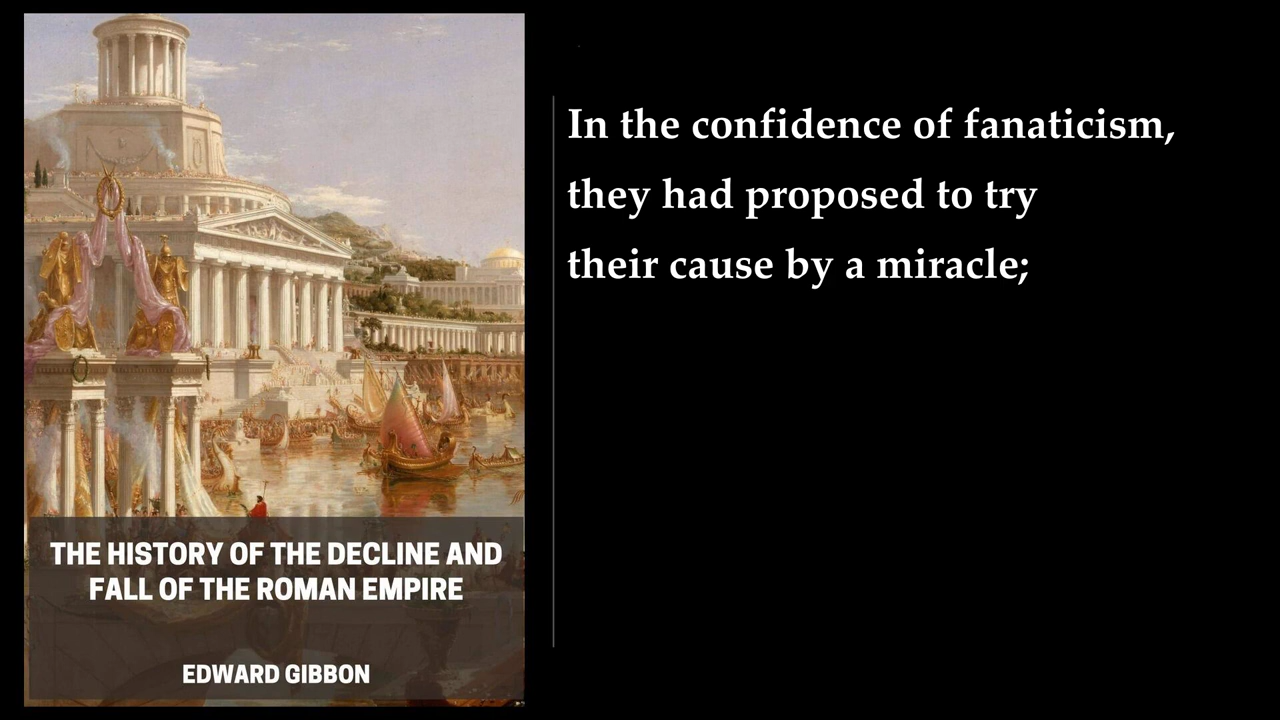 In the confidence of fanaticism,
they had proposed to try
their cause by a miracle;
THE HISTORY OF THE DECLINE AND
FALL OF THE ROMAN EMPIRE
EDWARD GIBBON